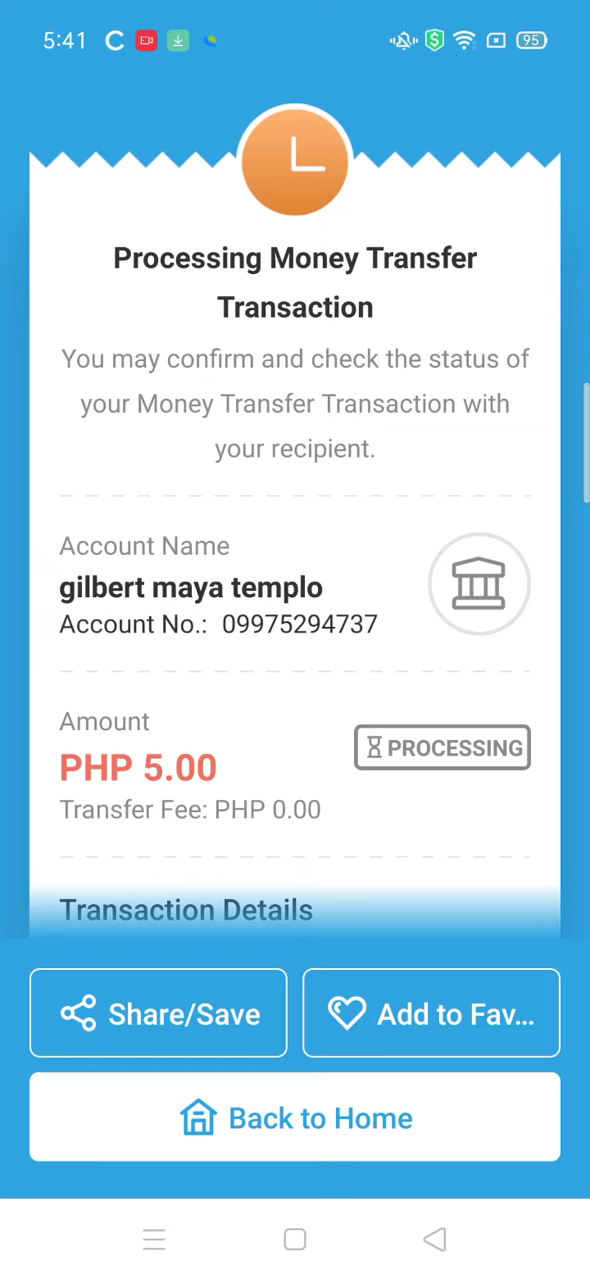 5:41
95
Processing Money Transfer
Transaction
You may confirm and check the status of
your Money Transfer Transaction with
your recipient.
Account Name
gilbert maya templo
Account No.: 09975294737
Amount
PHP 5.00
PROCESSING
Transfer Fee: PHP 0.00
Transaction Details
Share/Save
Add to Fav...
Back to Home